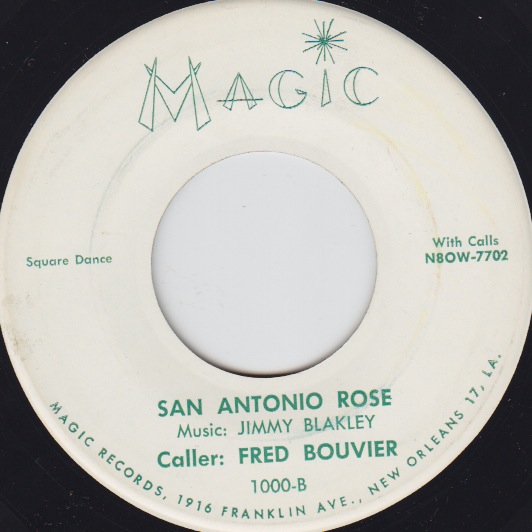 MAGIC
Square Dance
With Calls
N8OW-7702
SAN ANTONIO ROSE
Music: JIMMY BLAKLEY
Caller: FRED BOUVIER
1000-B
MAGIC RECORDS, 1916 FRANKLIN AVE., NEW ORLEANS 17, LA.